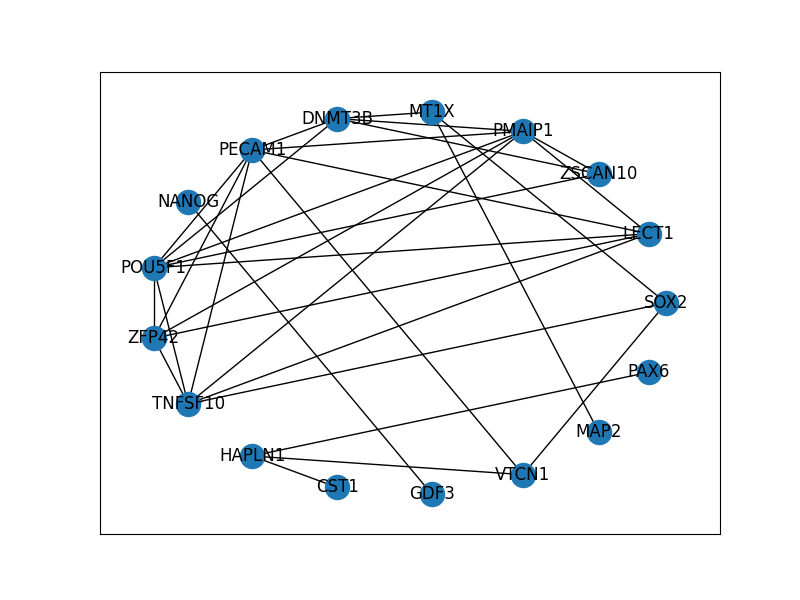 MT1X
DNMT3B
PMAIP1
PECAM1
ZSCAN10
NANOG
LECT1
POU5F1
SOX2
ZFP42
PAX6
TNFSF10
MAP2
HAPLN1
VTCN1
CST1
GDF3